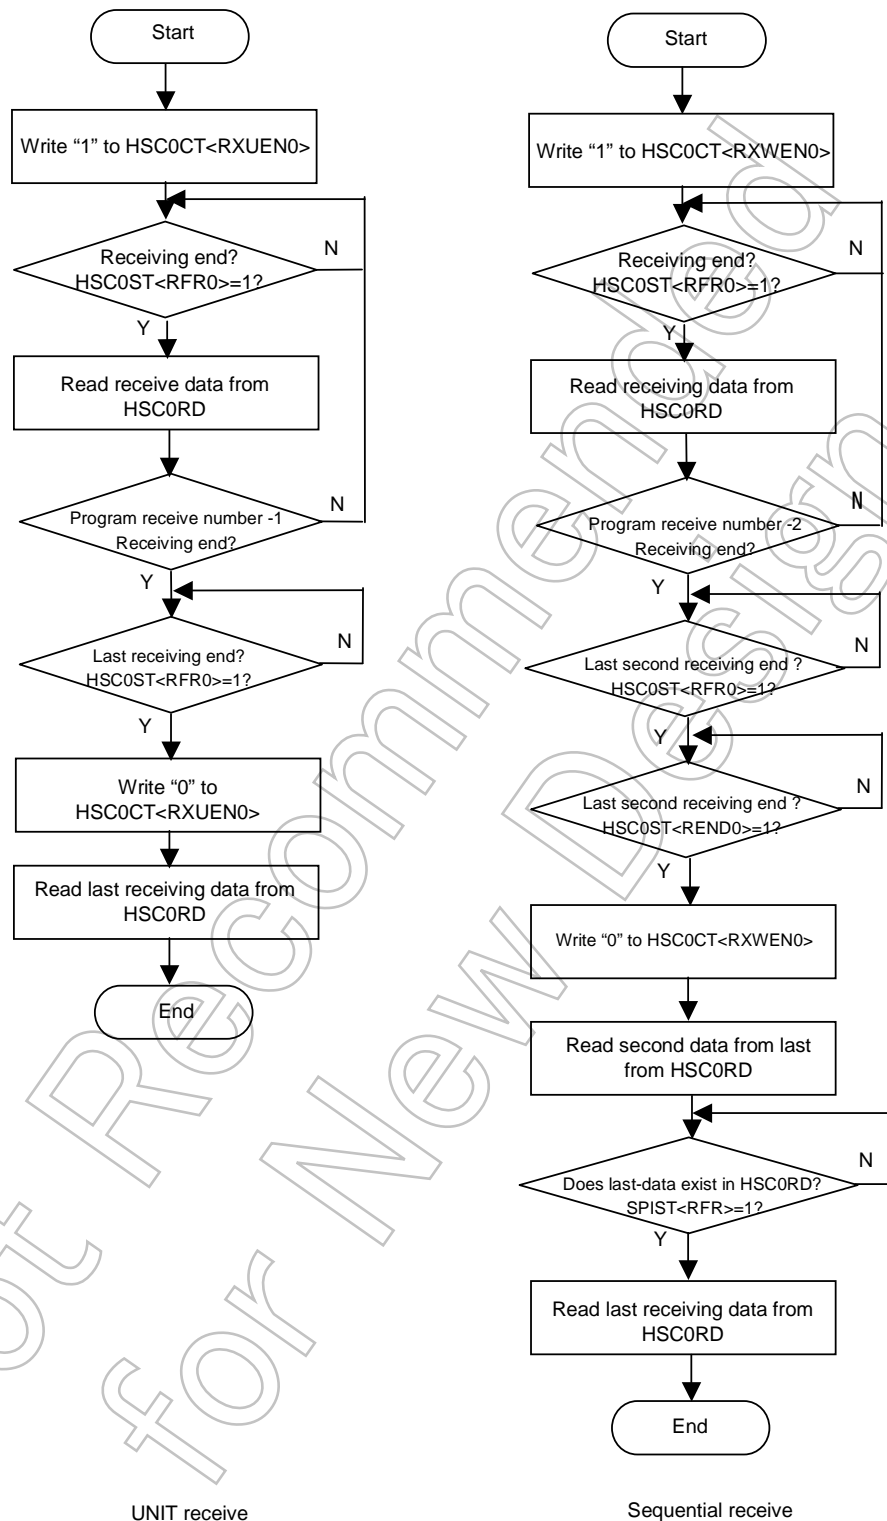 Start
Write “1” to HSC0CT<RXUEN0>
Receiving end?
HSC0ST<RFR0>=1?
N
Y
Read receive data from
HSC0RD
Program receive number -1
Receiving end?
N
Y
Last receiving end?
HSC0ST<RFR0>=1?
N
Y
Write “0” to
HSC0CT<RXUEN0>
Read last receiving data from
HSC0RD
End
UNIT receive
Start
Write “1” to HSC0CT<RXWEN0>
Receiving end?
HSC0ST<RFR0>=1?
N
Y
Read receiving data from
HSC0RD
Program receive number -2
Receiving end?
N
Y
Last second receiving end ?
HSC0ST<RFR0>=1?
N
Y
Last second receiving end ?
HSC0ST<REND0>=1?
N
Y
Write “0” to HSC0CT<RXWEN0>
Read second data from last
from HSC0RD
Does last-data exist in HSC0RD?
SPIST<RFR>=1?
N
Y
Read last receiving data from
HSC0RD
End
Sequential receive
ot Recommended
for New Design